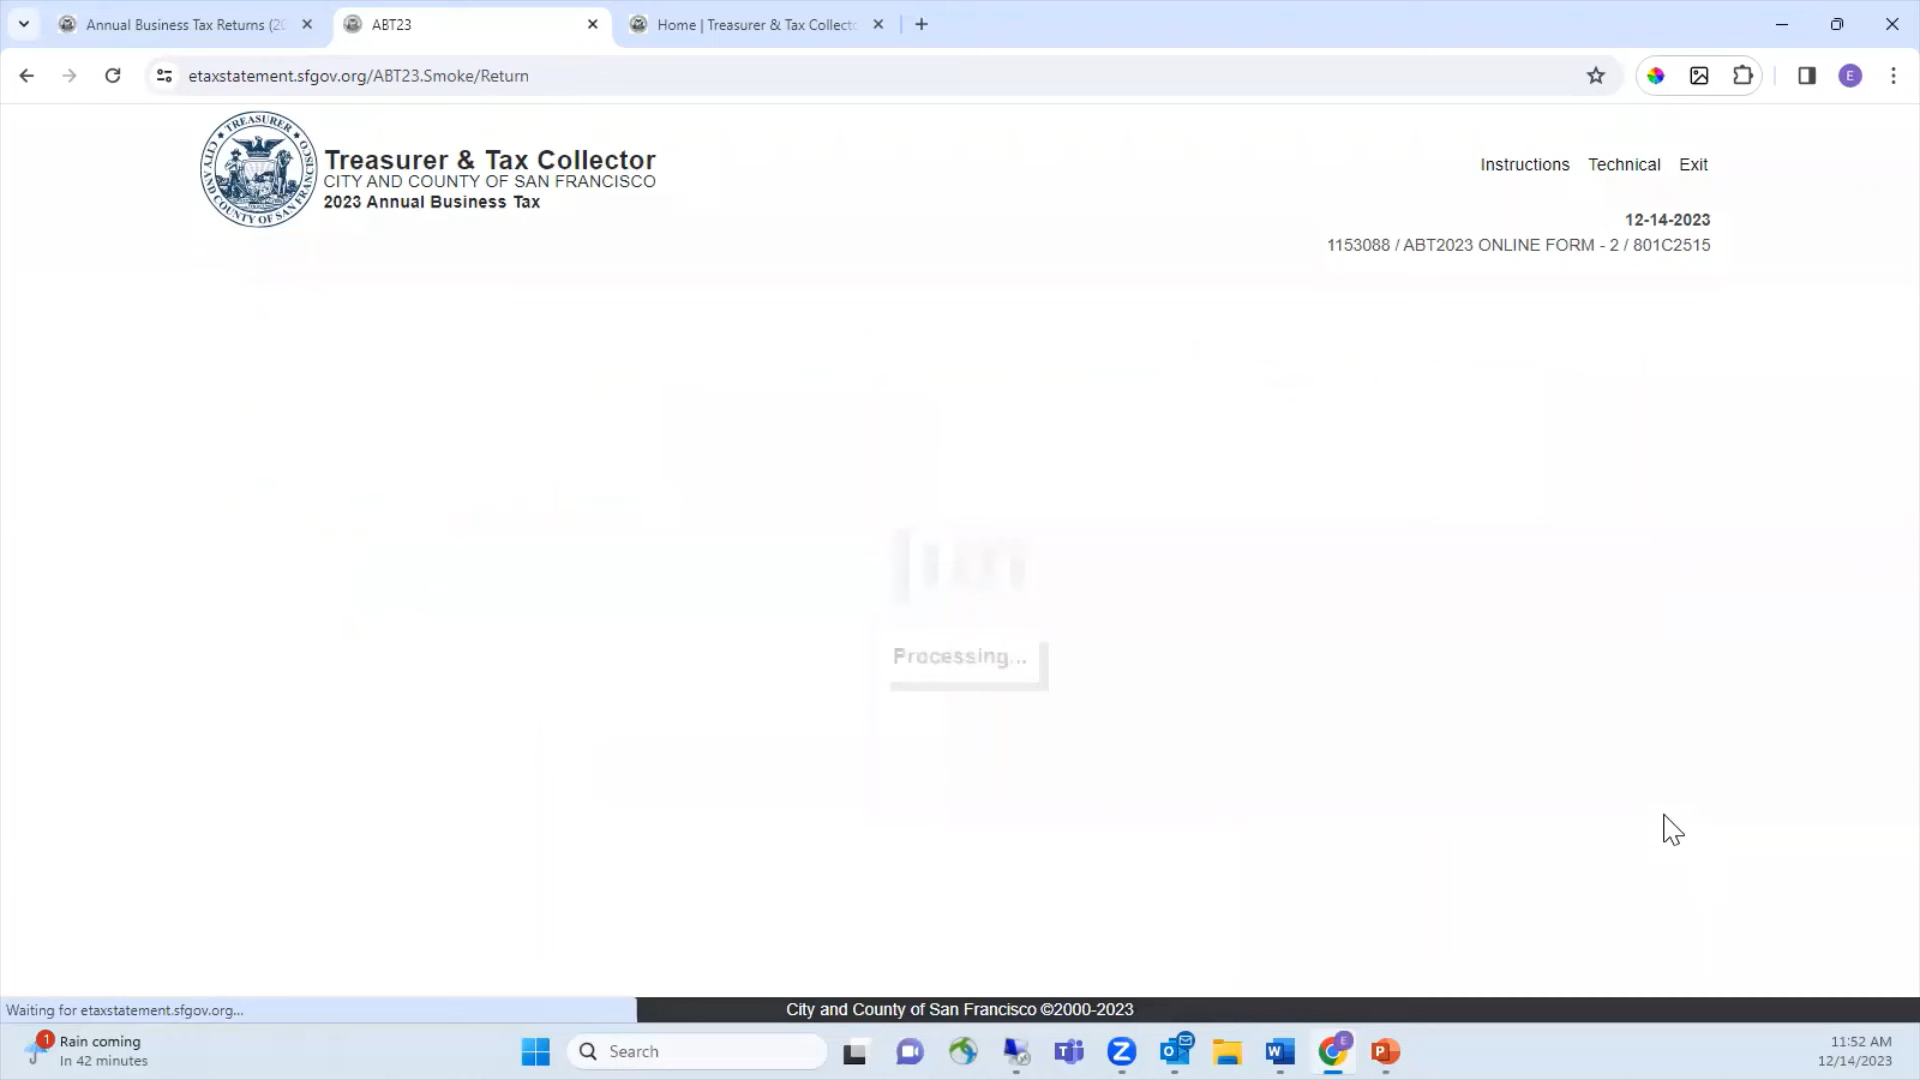 Annual Business Tax Returns (20
ABT23
Home | Treasurer & Tax Collecto
etaxstatement.sfgov.org/ABT23.Smoke/Return
E
TREASURER
CITY AND COUNTY OF SAN FRANCISCO
Treasurer & Tax Collector
CITY AND COUNTY OF SAN FRANCISCO
2023 Annual Business Tax
Instructions Technical Exit
12-14-2023
1153088 / ABT2023 ONLINE FORM - 2 / 801C2515
Processing...
Waiting for etaxstatement.sfgov.org...
City and County of San Francisco ©2000-2023
1
Rain coming
In 42 minutes
Search
11:52 AM
12/14/2023